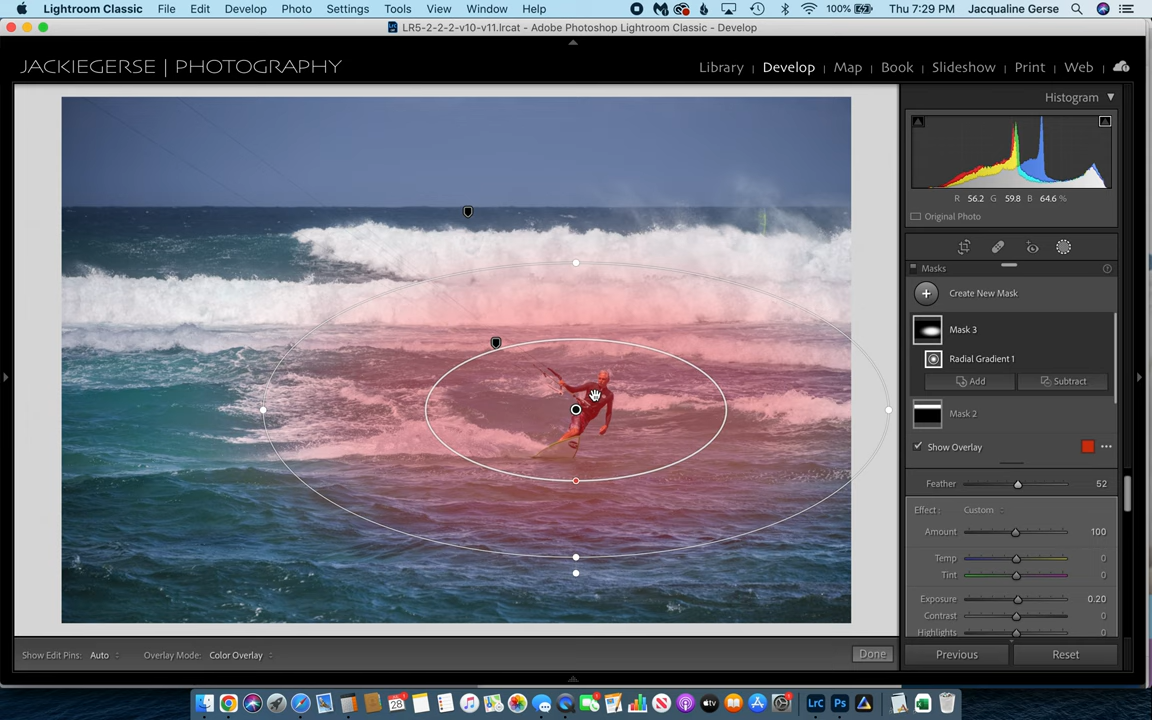 Lightroom Classic File Edit Develop Photo Settings Tools View Window Help 100% Thu 7:29 PM Jacqualine Gerse
LR5-2-2-2-v10-v11.lrcat - Adobe Photoshop Lightroom Classic - Develop
JACKIEGERSE | PHOTOGRAPHY
Library | Develop | Map | Book | Slideshow | Print | Web
Histogram
R 56.2 G 59.8 B 64.6 %
Original Photo
Masks
Create New Mask
Mask 3
Radial Gradient 1
Add Subtract
Mask 2
Show Overlay
Feather 52
Effect : Custom
Amount 100
Temp 0
Tint 0
Exposure 0.20
Contrast 0
Highlights 0
Show Edit Pins: Auto Overlay Mode: Color Overlay Done
Previous Reset
LrC Ps